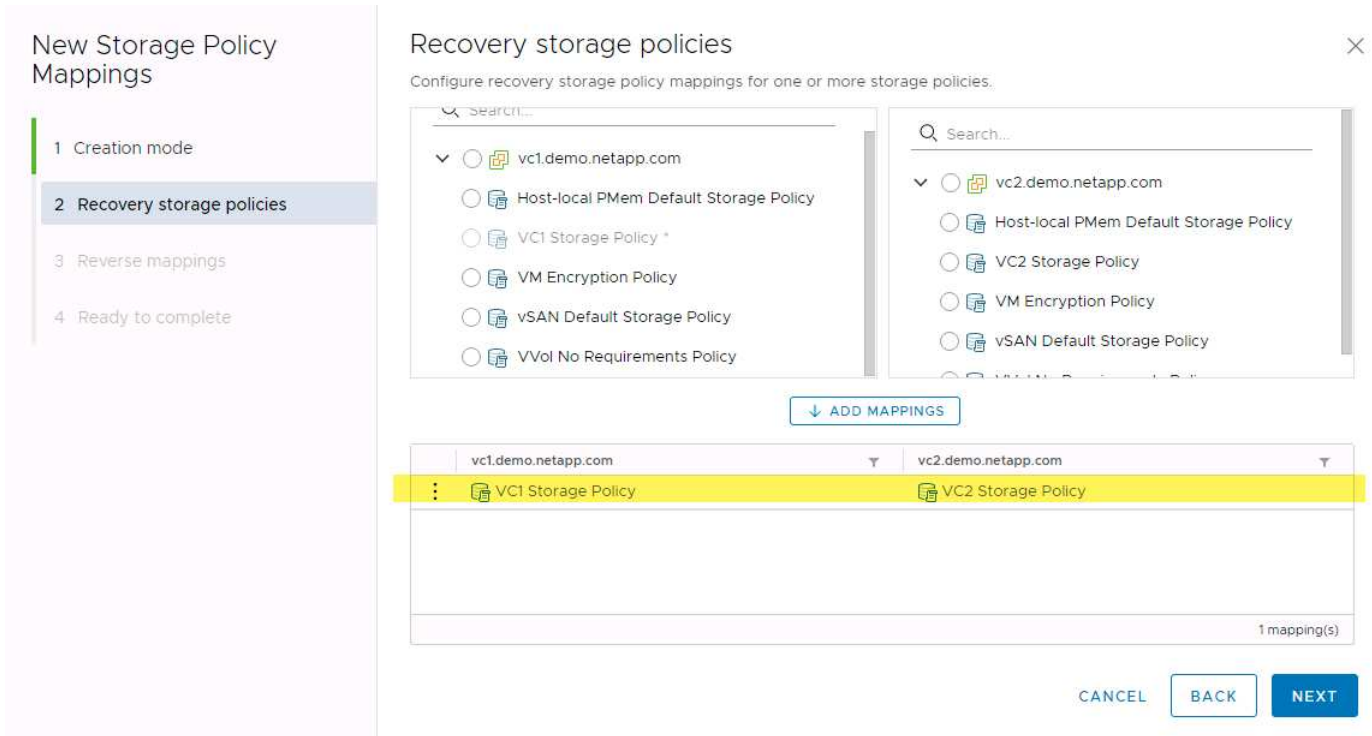 New Storage Policy
Mappings
1 Creation mode
2 Recovery storage policies
3 Reverse mappings
4 Ready to complete
Recovery storage policies
Configure recovery storage policy mappings for one or more storage policies.
Search...
vc1.demo.netapp.com
Host-local PMem Default Storage Policy
VC1 Storage Policy *
VM Encryption Policy
vSAN Default Storage Policy
VVol No Requirements Policy
Search...
vc2.demo.netapp.com
Host-local PMem Default Storage Policy
VC2 Storage Policy
VM Encryption Policy
vSAN Default Storage Policy
ADD MAPPINGS
vc1.demo.netapp.com vc2.demo.netapp.com
VC1 Storage Policy VC2 Storage Policy
1 mapping(s)
CANCEL BACK NEXT